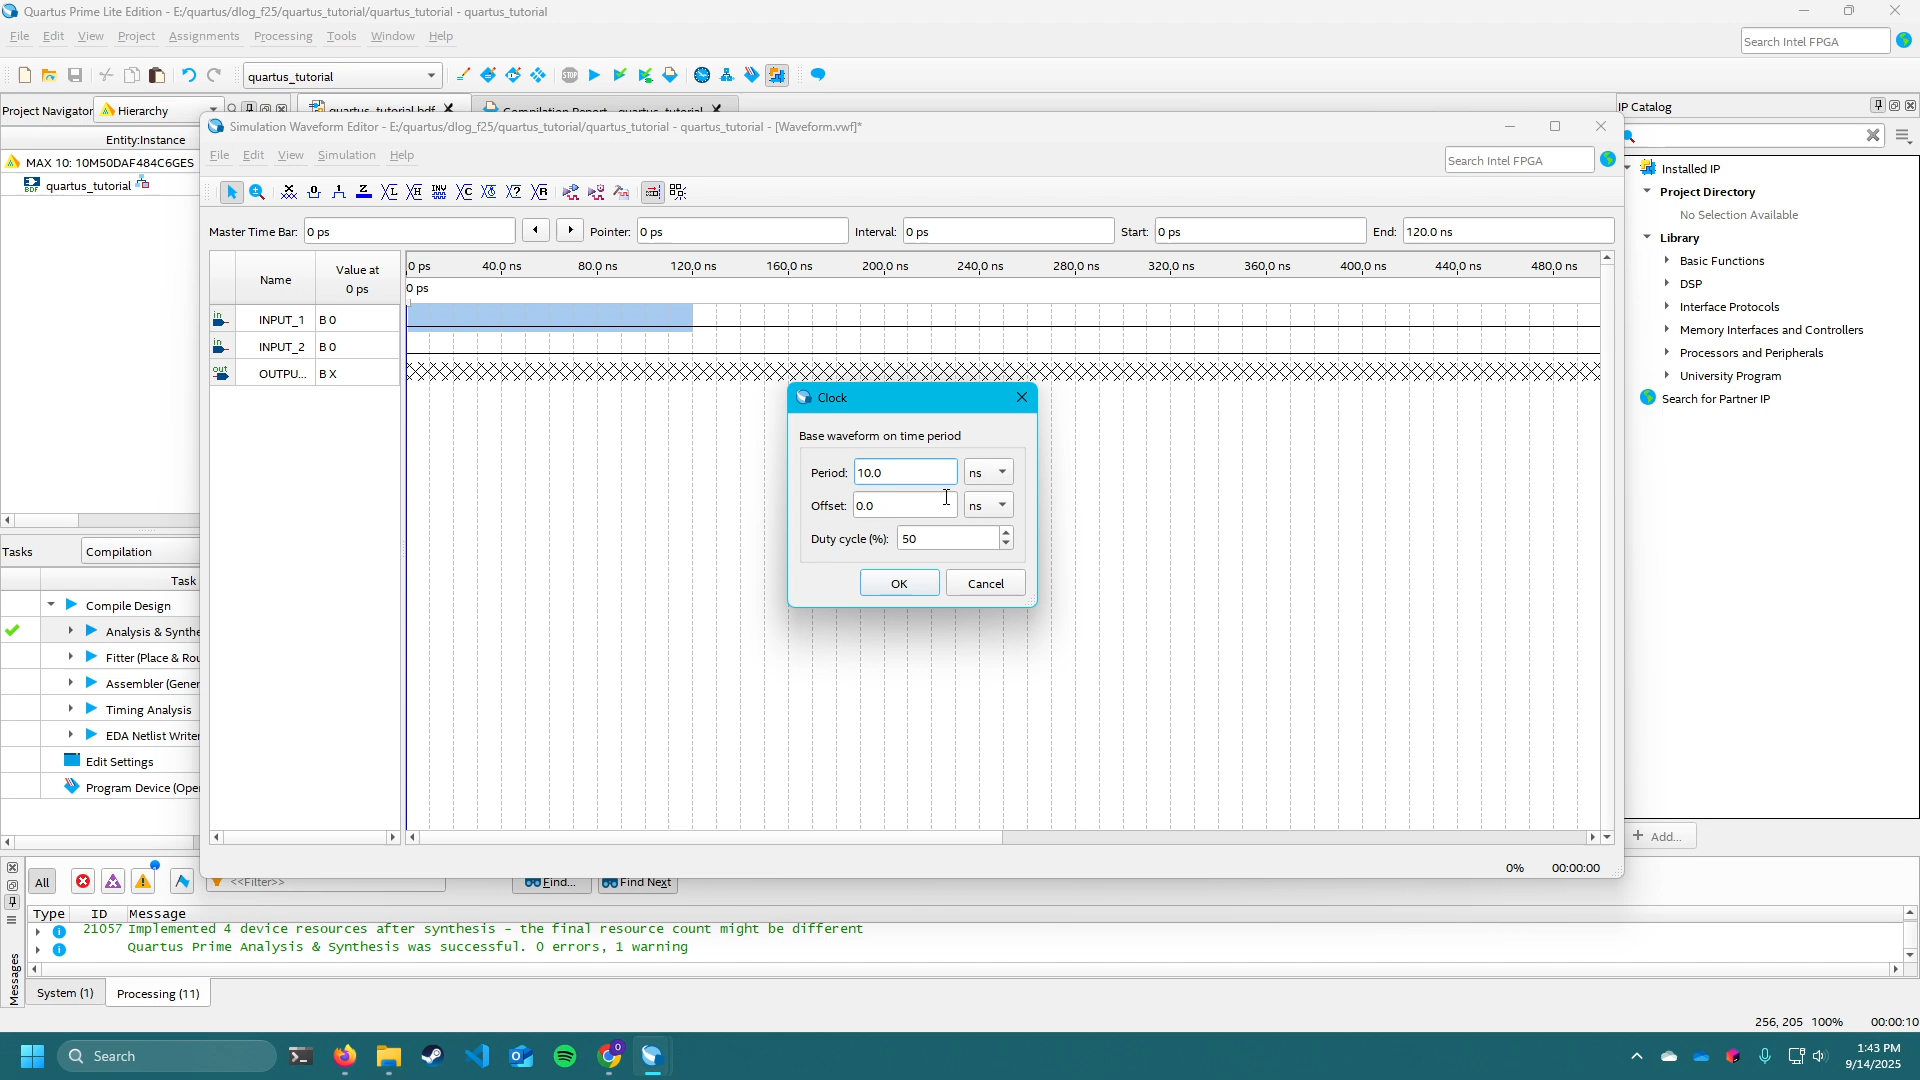 Quartus Prime Lite Edition - E:/quartus/dlog_f25/quartus_tutorial/quartus_tutorial - quartus_tutorial
File Edit View Project Assignments Processing Tools Window Help
Search Intel FPGA
quartus_tutorial
STOP
Project Navigator Hierarchy
quartus_tutorial.bdf
Compilation Report - quartus_tutorial
IP Catalog
Entity:Instance
MAX 10: 10M50DAF484C6GES
quartus_tutorial
Simulation Waveform Editor - E:/quartus/dlog_f25/quartus_tutorial/quartus_tutorial - quartus_tutorial - [Waveform.vwf]*
File Edit View Simulation Help
Search Intel FPGA
Master Time Bar: 0 ps
Pointer: 0 ps
Interval: 0 ps
Start: 0 ps
End: 120.0 ns
Name
Value at
0 ps
0 ps 40.0 ns 80.0 ns 120.0 ns 160.0 ns 200.0 ns 240.0 ns 280.0 ns 320.0 ns 360.0 ns 400.0 ns 440.0 ns 480.0 ns
0 ps
in INPUT_1 B 0
in INPUT_2 B 0
out OUTPU... B X
Clock
Base waveform on time period
Period: 10.0 ns
Offset: 0.0 ns
Duty cycle (%): 50
OK Cancel
Installed IP
Project Directory
No Selection Available
Library
Basic Functions
DSP
Interface Protocols
Memory Interfaces and Controllers
Processors and Peripherals
University Program
Search for Partner IP
+ Add...
Tasks Compilation
Task
Compile Design
Analysis & Synthe
Fitter (Place & Rou
Assembler (Gener
Timing Analysis
EDA Netlist Writer
Edit Settings
Program Device (Oper
0% 00:00:00
All
<<Filter>>
Find...
Find Next
Type ID Message
21057 Implemented 4 device resources after synthesis - the final resource count might be different
Quartus Prime Analysis & Synthesis was successful. 0 errors, 1 warning
Messages
System (1) Processing (11)
256, 205 100% 00:00:10
Search
0
1:43 PM
9/14/2025